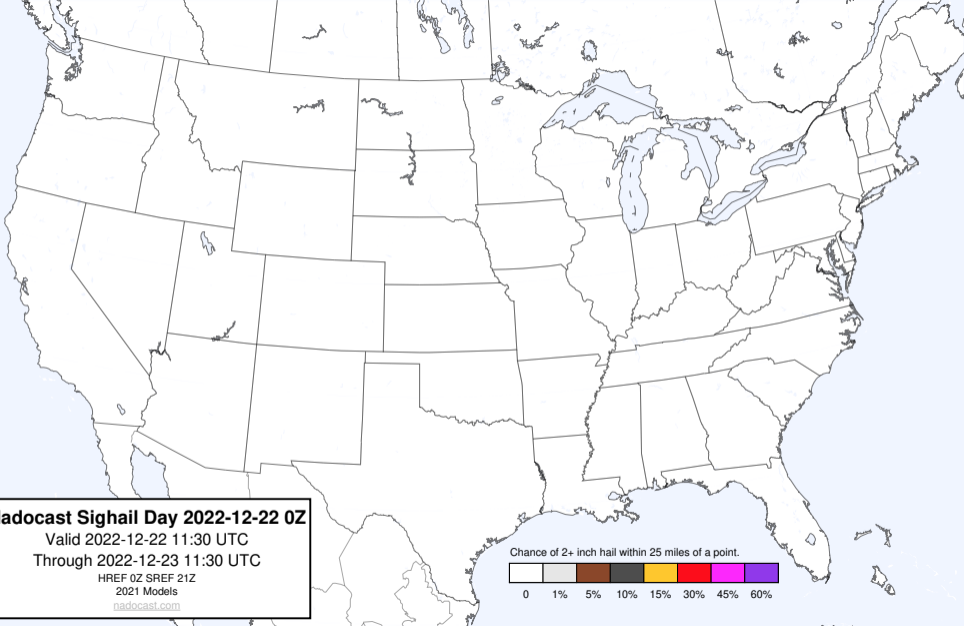 adocast Sighail Day 2022-12-22 0Z
Valid 2022-12-22 11:30 UTC
Through 2022-12-23 11:30 UTC
HREF 0Z SREF 21Z
2021 Models
nadocast.com
Chance of 2+ inch hail within 25 miles of a point.
0 1% 5% 10% 15% 30% 45% 60%